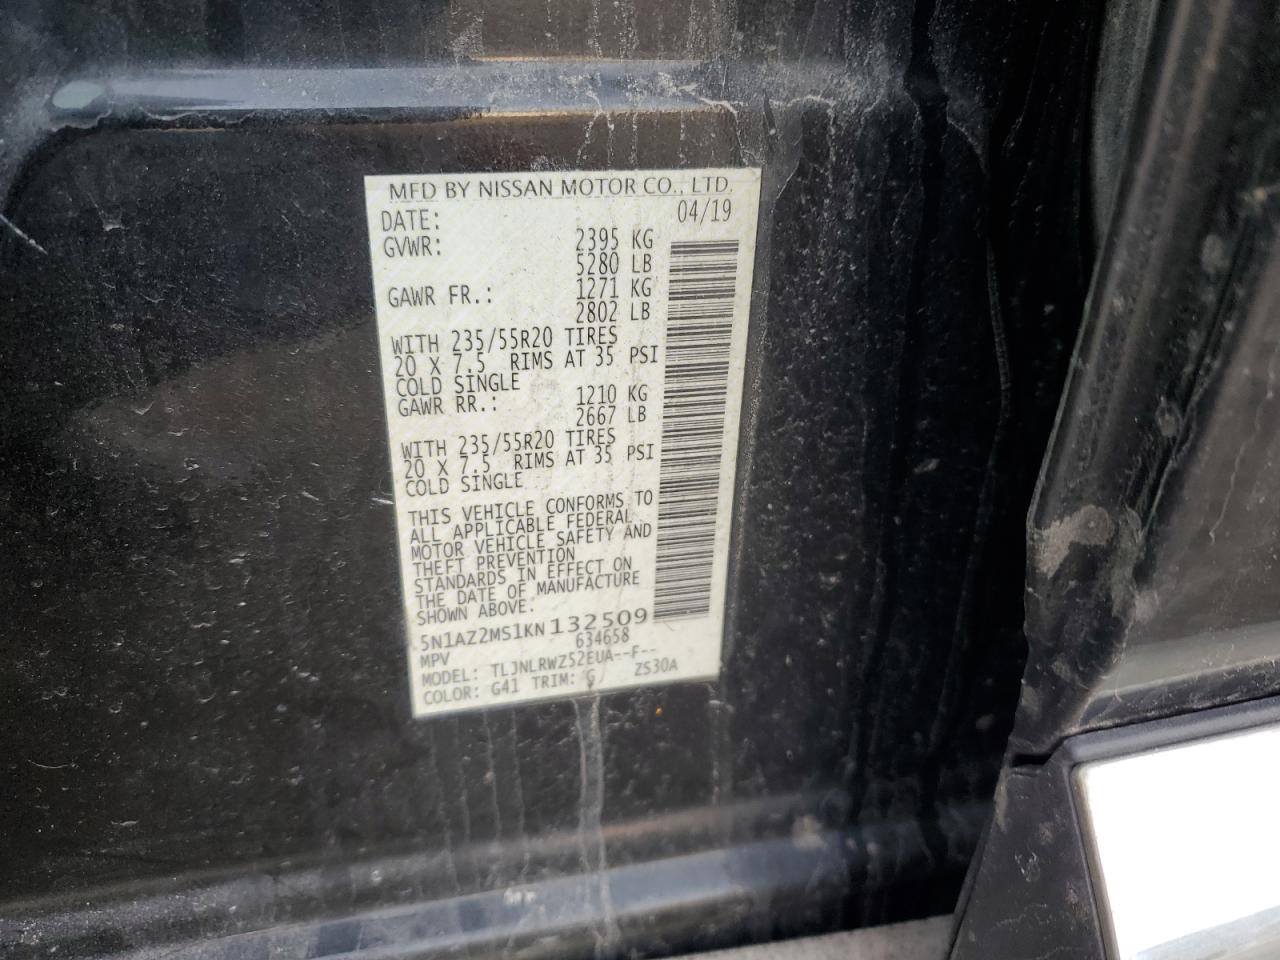 MFD BY NISSAN MOTOR CO., LTD.
DATE: 04/19
GVWR: 2395 KG
5280 LB
GAWR FR.: 1271 KG
2802 LB
WITH 235/55R20 TIRES
20 X 7.5 RIMS AT 35 PSI
COLD SINGLE
GAWR RR.: 1210 KG
2667 LB
WITH 235/55R20 TIRES
20 X 7.5 RIMS AT 35 PSI
COLD SINGLE
THIS VEHICLE CONFORMS TO
ALL APPLICABLE FEDERAL
MOTOR VEHICLE SAFETY AND
THEFT PREVENTION
STANDARDS IN EFFECT ON
THE DATE OF MANUFACTURE
SHOWN ABOVE.
5N1AZ2MS1KN132509
MPV 634658
MODEL: TLJNLRWZ52EUA--F--
COLOR: G41 TRIM: G ZS30A